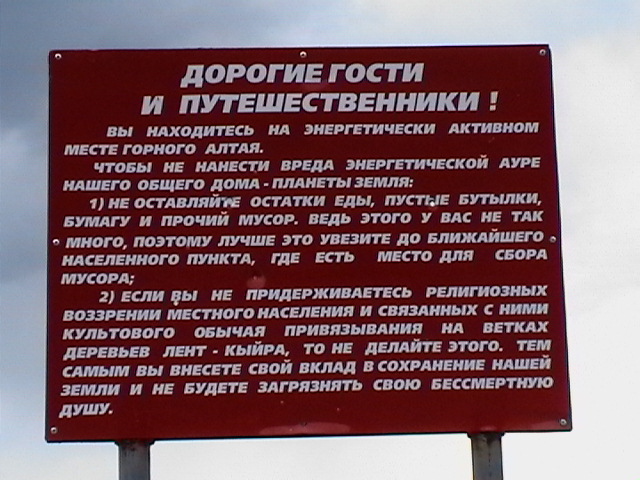 ДОРОГИЕ ГОСТИ
И ПУТЕШЕСТВЕННИКИ !
ВЫ НАХОДИТЕСЬ НА ЭНЕРГЕТИЧЕСКИ АКТИВНОМ
МЕСТЕ ГОРНОГО АЛТАЯ.
ЧТОБЫ НЕ НАНЕСТИ ВРЕДА ЭНЕРГЕТИЧЕСКОЙ АУРЕ
НАШЕГО ОБЩЕГО ДОМА - ПЛАНЕТЫ ЗЕМЛЯ:
1) НЕ ОСТАВЛЯЙТЕ ОСТАТКИ ЕДЫ, ПУСТЫЕ БУТЫЛКИ,
БУМАГУ И ПРОЧИЙ МУСОР. ВЕДЬ ЭТОГО У ВАС НЕ ТАК
МНОГО, ПОЭТОМУ ЛУЧШЕ ЭТО УВЕЗИТЕ ДО БЛИЖАЙШЕГО
НАСЕЛЕННОГО ПУНКТА, ГДЕ ЕСТЬ МЕСТО ДЛЯ СБОРА
МУСОРА;
2) ЕСЛИ ВЫ НЕ ПРИДЕРЖИВАЕТЕСЬ РЕЛИГИОЗНЫХ
ВОЗЗРЕНИИ МЕСТНОГО НАСЕЛЕНИЯ И СВЯЗАННЫХ С НИМИ
КУЛЬТОВОГО ОБЫЧАЯ ПРИВЯЗЫВАНИЯ НА ВЕТКАХ
ДЕРЕВЬЕВ ЛЕНТ - КЫЙРА, ТО НЕ ДЕЛАЙТЕ ЭТОГО. ТЕМ
САМЫМ ВЫ ВНЕСЕТЕ СВОЙ ВКЛАД В СОХРАНЕНИЕ НАШЕЙ
ЗЕМЛИ И НЕ БУДЕТЕ ЗАГРЯЗНЯТЬ СВОЮ БЕССМЕРТНУЮ
ДУШУ.